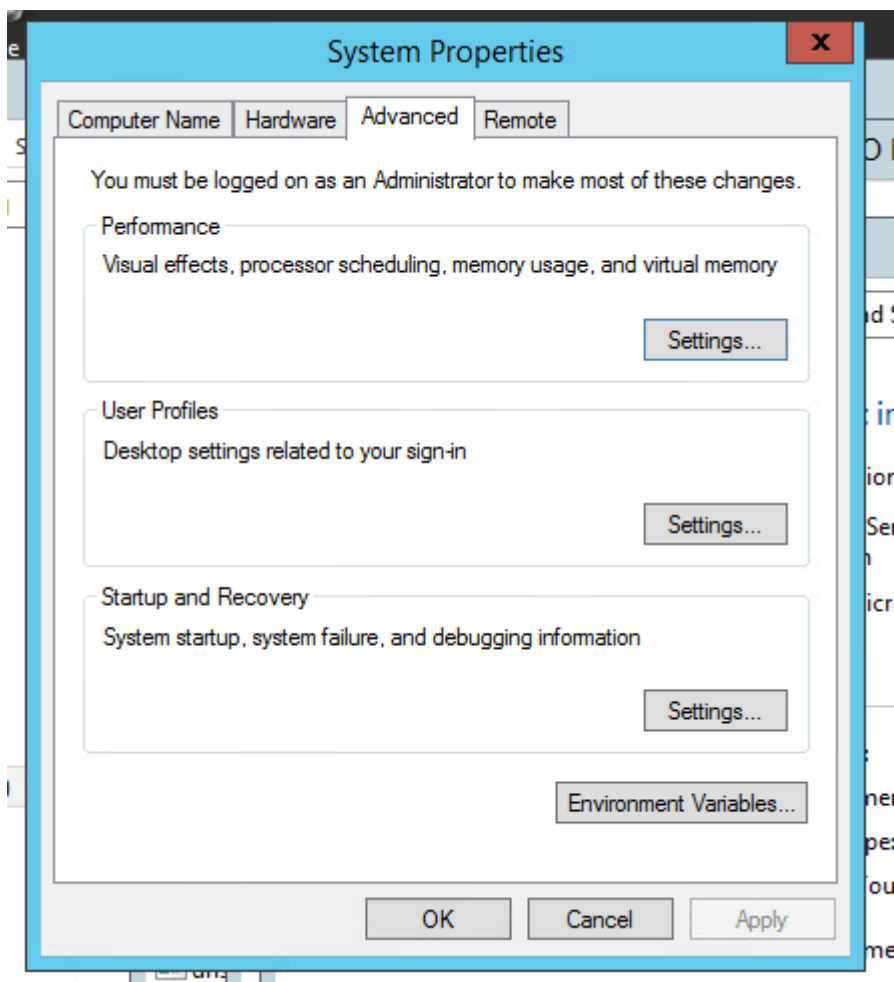 System Properties
x
Computer Name
Hardware
Advanced
Remote
You must be logged on as an Administrator to make most of these changes.
Performance
Visual effects, processor scheduling, memory usage, and virtual memory
Settings...
User Profiles
Desktop settings related to your sign-in
Settings...
Startup and Recovery
System startup, system failure, and debugging information
Settings...
Environment Variables...
OK
Cancel
Apply